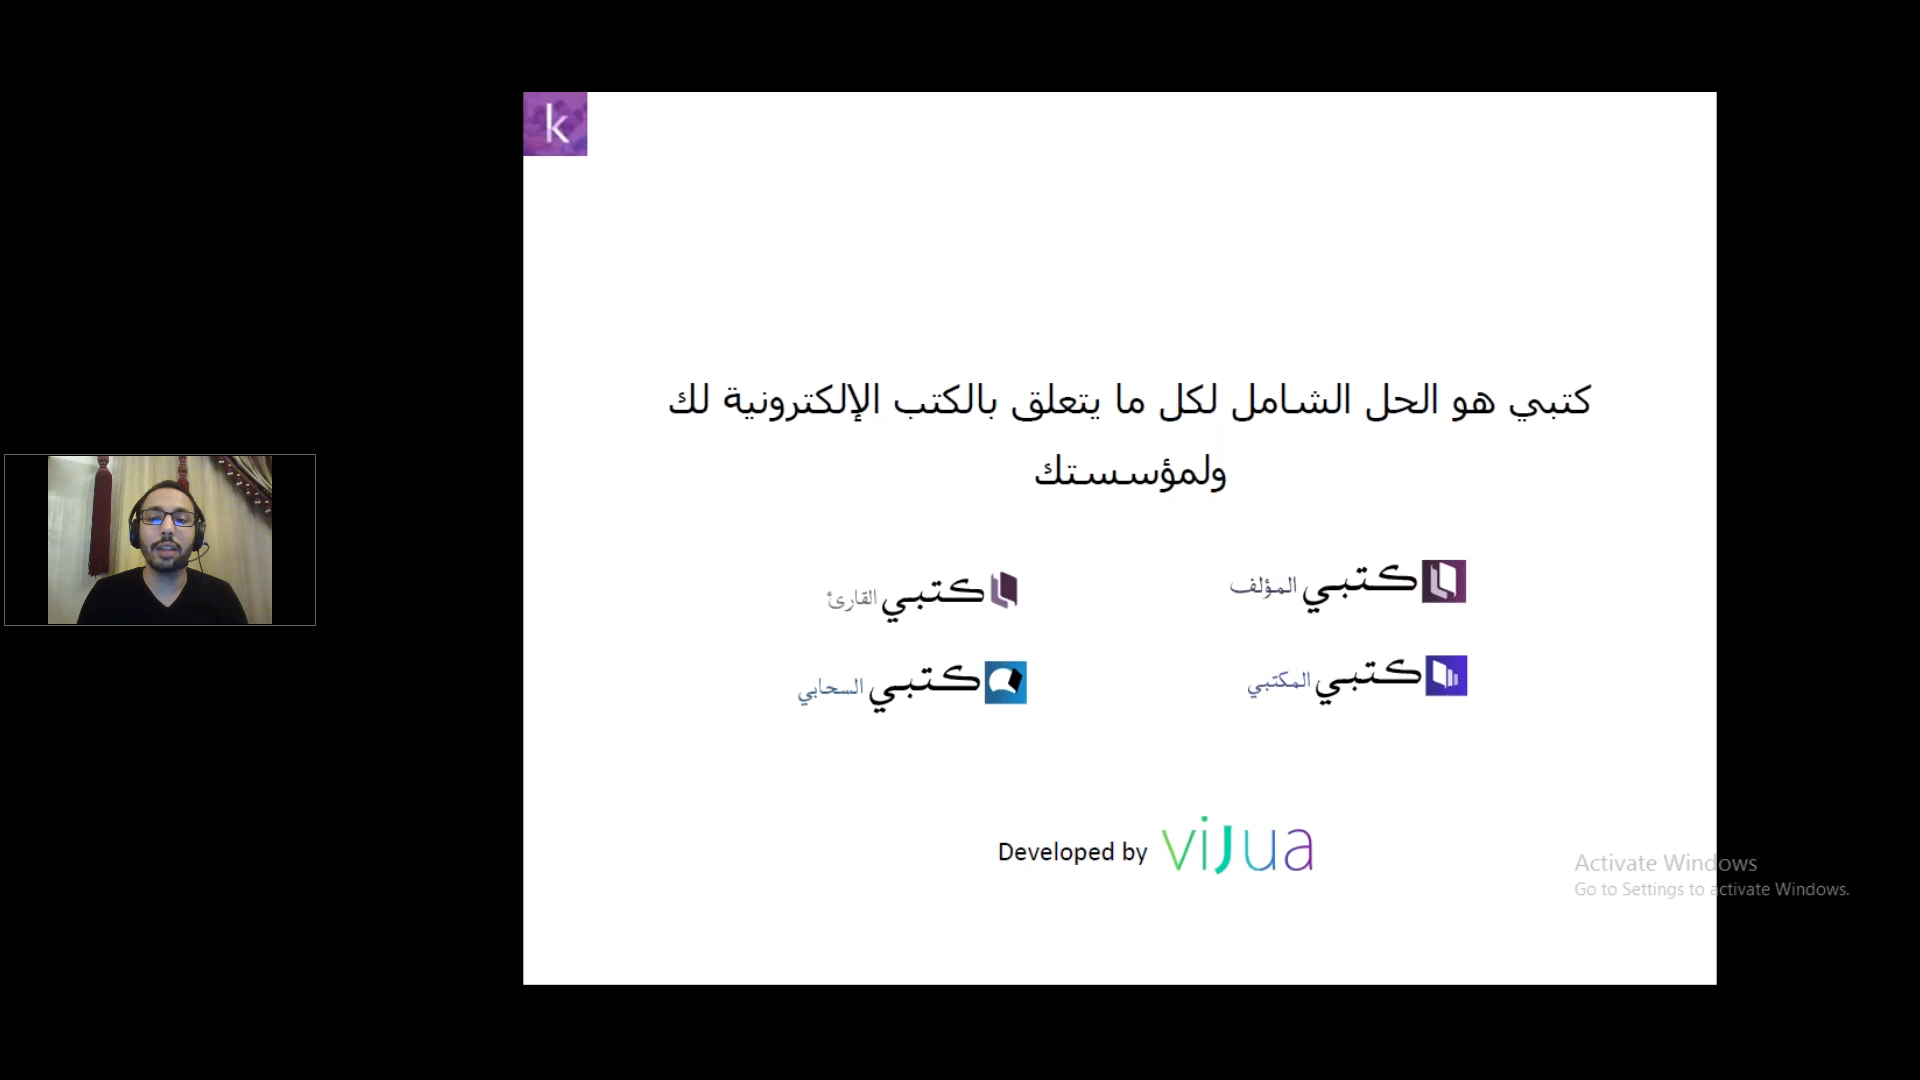 k
كتبي هو الحل الشامل لكل ما يتعلق بالكتب الإلكترونية لك
ولمؤسستك
كتبي المؤلف
كتبي القارئ
كتبي المكتبي
كتبي السحابي
Developed by viJua
Activate Windows
Go to Settings to activate Windows.